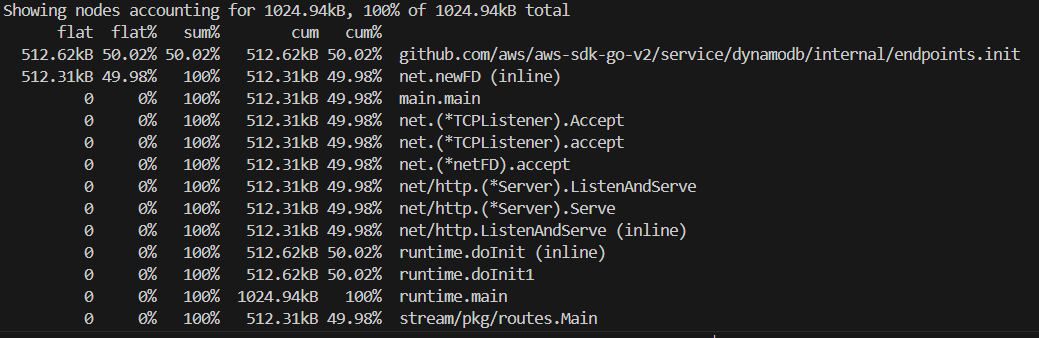 Showing nodes accounting for 1024.94kB, 100% of 1024.94kB total
flat flat% sum% cum cum%
512.62kB 50.02% 50.02% 512.62kB 50.02% github.com/aws/aws-sdk-go-v2/service/dynamodb/internal/endpoints.init
512.31kB 49.98% 100% 512.31kB 49.98% net.newFD (inline)
0 0% 100% 512.31kB 49.98% main.main
0 0% 100% 512.31kB 49.98% net.(*TCPListener).Accept
0 0% 100% 512.31kB 49.98% net.(*TCPListener).accept
0 0% 100% 512.31kB 49.98% net.(*netFD).accept
0 0% 100% 512.31kB 49.98% net/http.(*Server).ListenAndServe
0 0% 100% 512.31kB 49.98% net/http.(*Server).Serve
0 0% 100% 512.31kB 49.98% net/http.ListenAndServe (inline)
0 0% 100% 512.62kB 50.02% runtime.doInit (inline)
0 0% 100% 512.62kB 50.02% runtime.doInit1
0 0% 100% 1024.94kB 100% runtime.main
0 0% 100% 512.31kB 49.98% stream/pkg/routes.Main